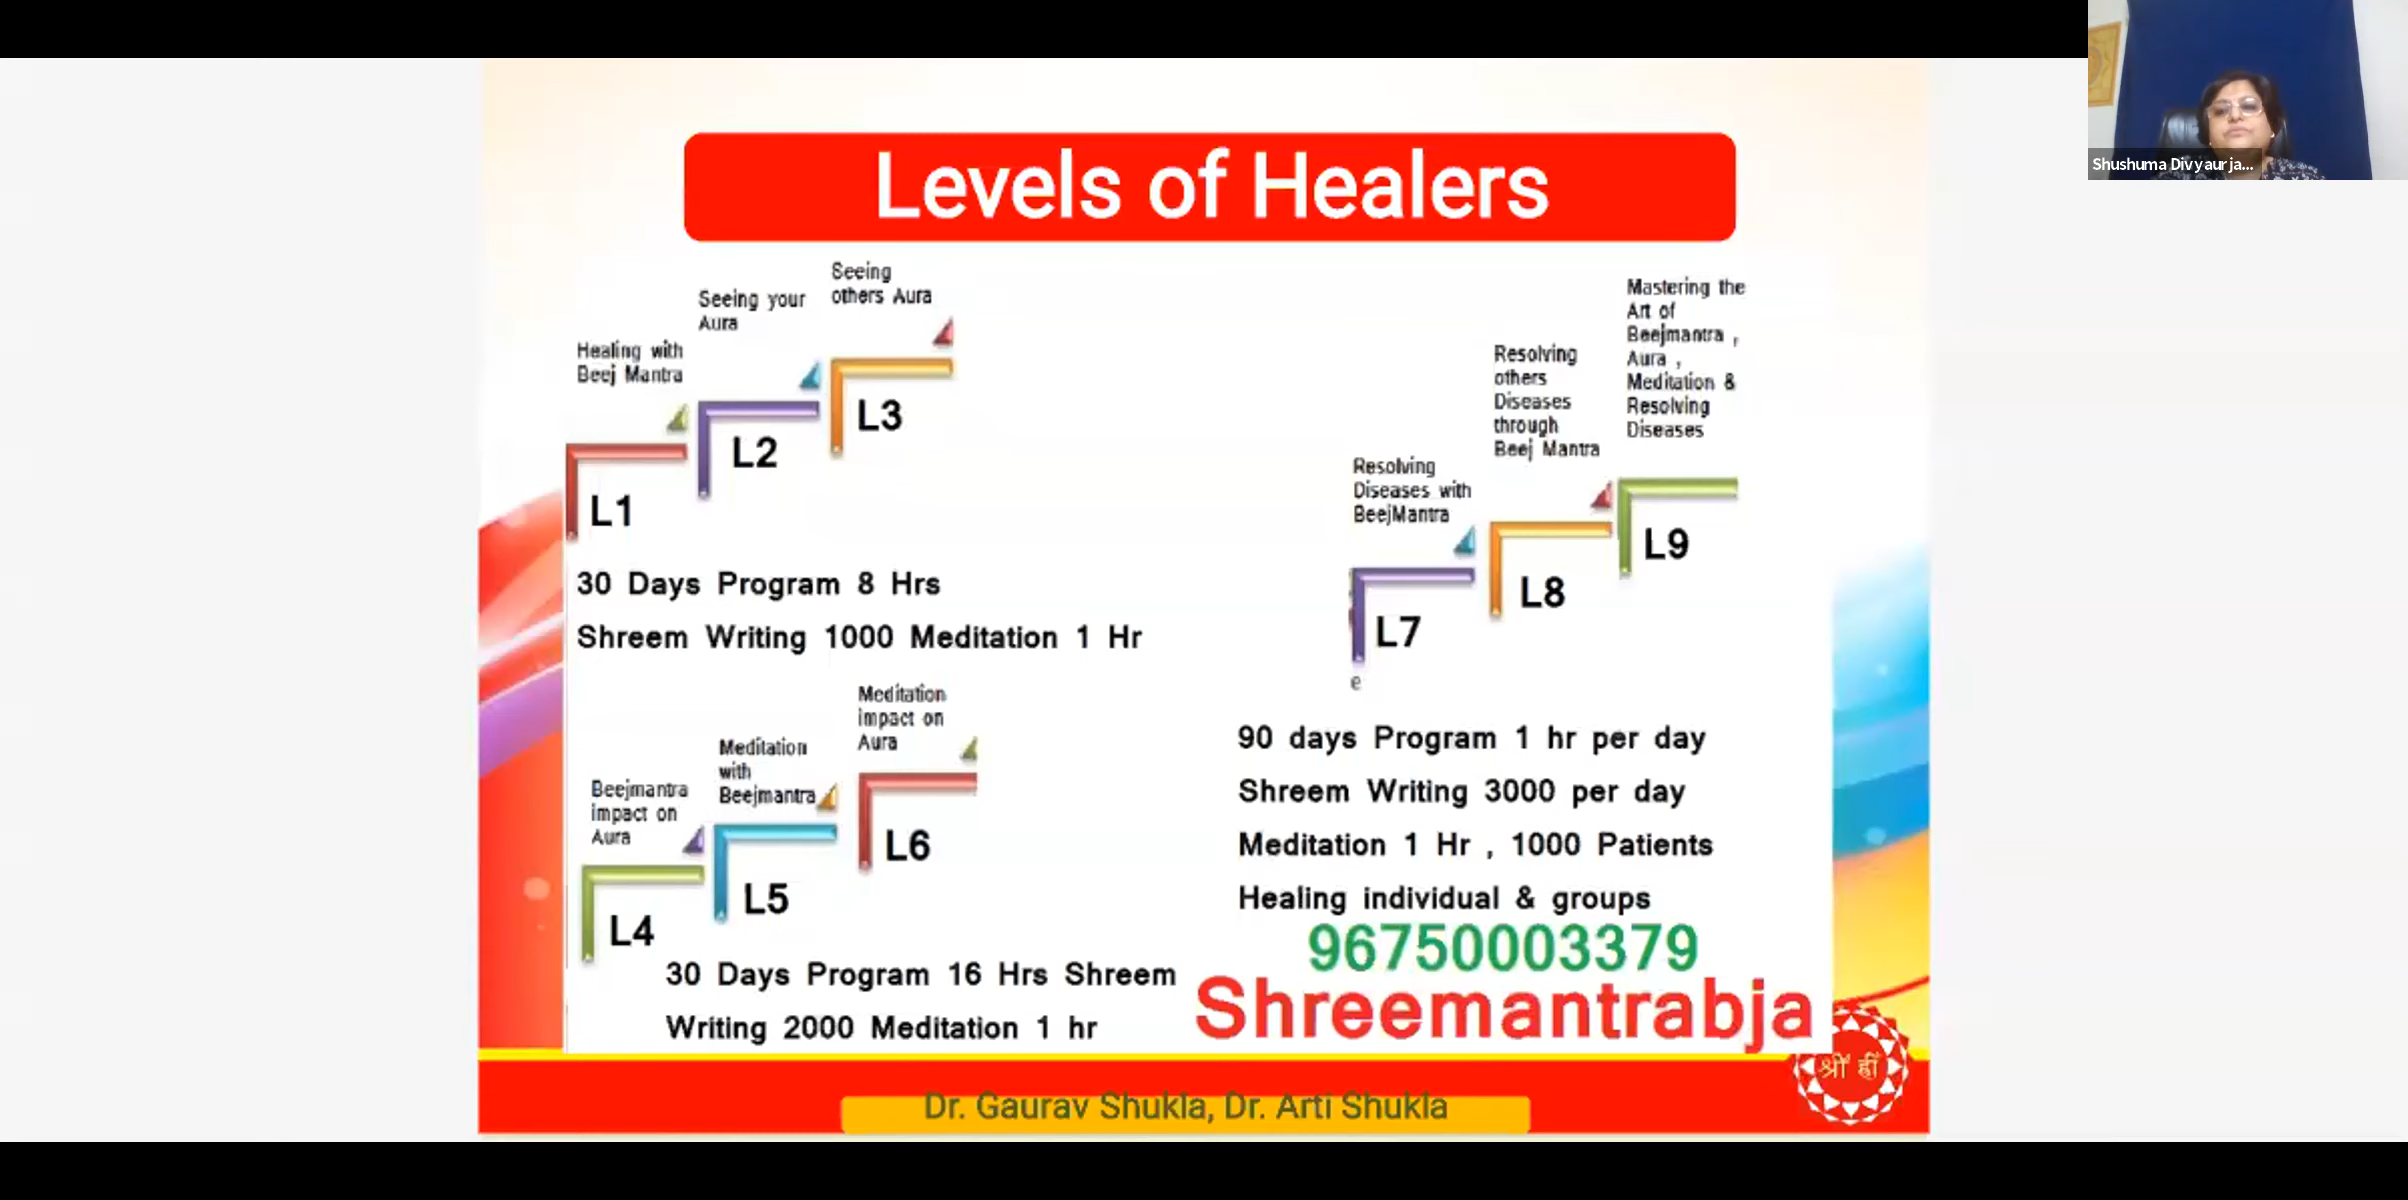 Shushuma Divyaurja...
Levels of Healers
Healing with
Beej Mantra
L1
Seeing your
Aura
L2
Seeing
others Aura
L3
30 Days Program 8 Hrs
Shreem Writing 1000 Meditation 1 Hr
Beejmantra
impact on
Aura
L4
Meditation
with
Beejmantra
L5
Meditation
impact on
Aura
L6
30 Days Program 16 Hrs Shreem
Writing 2000 Meditation 1 hr
Resolving
Diseases with
BeejMantra
L7
e
Resolving
others
Diseases
through
Beej Mantra
L8
Mastering the
Art of
Beejmantra ,
Aura ,
Meditation &
Resolving
Diseases
L9
90 days Program 1 hr per day
Shreem Writing 3000 per day
Meditation 1 Hr , 1000 Patients
Healing individual & groups
96750003379
Shreemantrabja
श्रीं ह्रीं
Dr. Gaurav Shukla, Dr. Arti Shukla